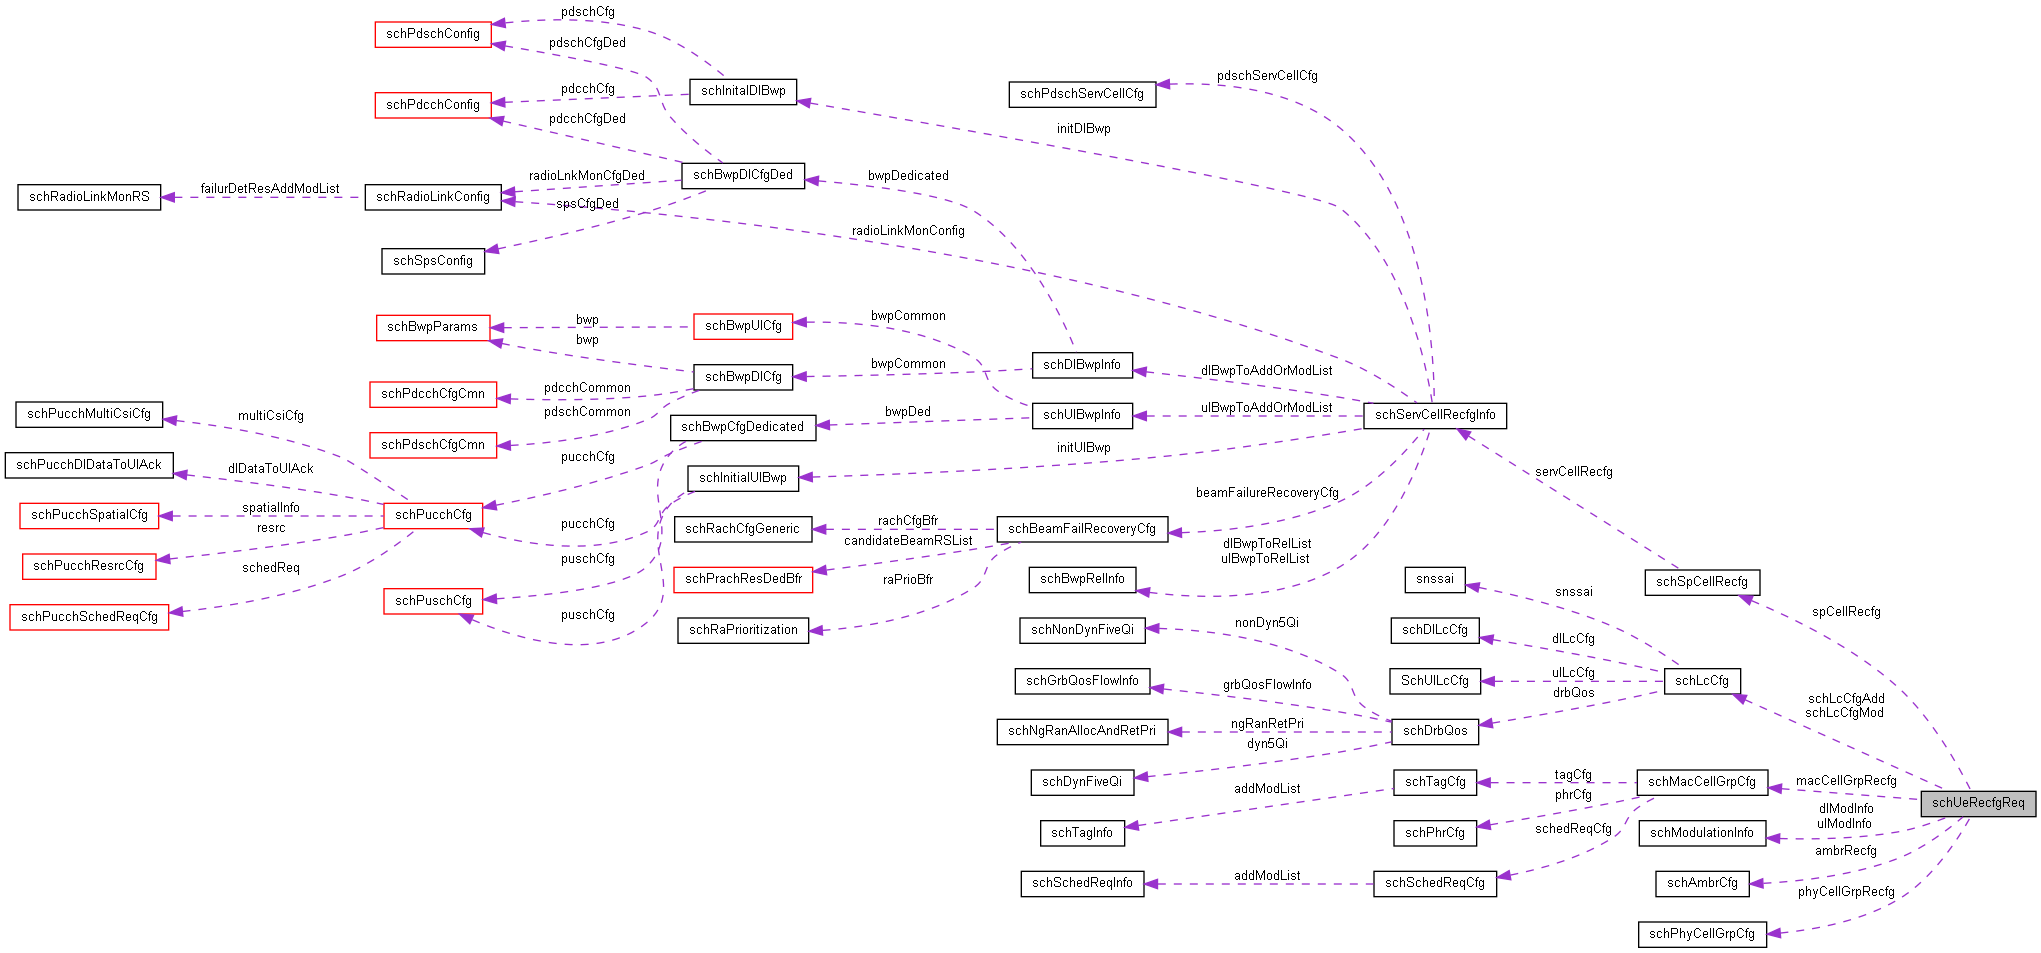 pdschCfg
schPdschConfig
pdschCfgDed
pdschServCellCfg
schInitalDlBwp
schPdschServCellCfg
pdcchCfg
schPdcchConfig
pdcchCfgDed
initDlBwp
schBwpDlCfgDed
bwpDedicated
radioLnkMonCfgDed
failurDetResAddModList
schRadioLinkMonRS
schRadioLinkConfig
spsCfgDed
radioLinkMonConfig
schSpsConfig
bwpCommon
bwp
schBwpParams
schBwpUlCfg
bwp
schDlBwpInfo
bwpCommon
dlBwpToAddOrModList
schBwpDlCfg
pdcchCommon
schPdcchCfgCmn
pdschCommon
ulBwpToAddOrModList
schPucchMultiCsiCfg
multiCsiCfg
schUlBwpInfo
bwpDed
schServCellRecfgInfo
schBwpCfgDedicated
schPdschCfgCmn
initUlBwp
pucchCfg
schPucchDlDataToUlAck
dlDataToUlAck
servCellRecfg
schInitialUlBwp
beamFailureRecoveryCfg
spatialInfo
schPucchSpatialCfg
schPucchCfg
pucchCfg
rachCfgBfr
schRachCfgGeneric
schBeamFailRecoveryCfg
resrc
candidateBeamRSList
dlBwpToRelList
ulBwpToRelList
puschCfg
schPucchResrcCfg
schedReq
schPrachResDedBfr
raPrioBfr
schBwpRelInfo
snssai
schSpCellRecfg
schPuschCfg
snssai
puschCfg
spCellRecfg
schPucchSchedReqCfg
nonDyn5Qi
schRaPrioritization
schNonDynFiveQi
schDlLcCfg
dlLcCfg
ulLcCfg
schGrbQosFlowInfo
grbQosFlowInfo
SchUlLcCfg
schLcCfg
drbQos
schLcCfgAdd
schLcCfgMod
ngRanRetPri
schNgRanAllocAndRetPri
schDrbQos
dyn5Qi
tagCfg
macCellGrpRecfg
schDynFiveQi
addModList
schTagCfg
schMacCellGrpCfg
phrCfg
schUeRecfgReq
dlModInfo
ulModInfo
schTagInfo
schPhrCfg
schedReqCfg
schModulationInfo
ambrRecfg
addModList
schSchedReqInfo
schSchedReqCfg
schAmbrCfg
phyCellGrpRecfg
schPhyCellGrpCfg